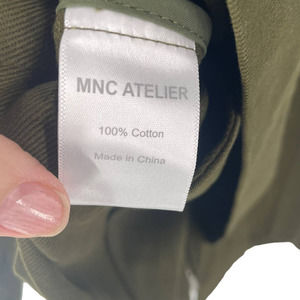 MNC ATELIER
100% Cotton
Made in China